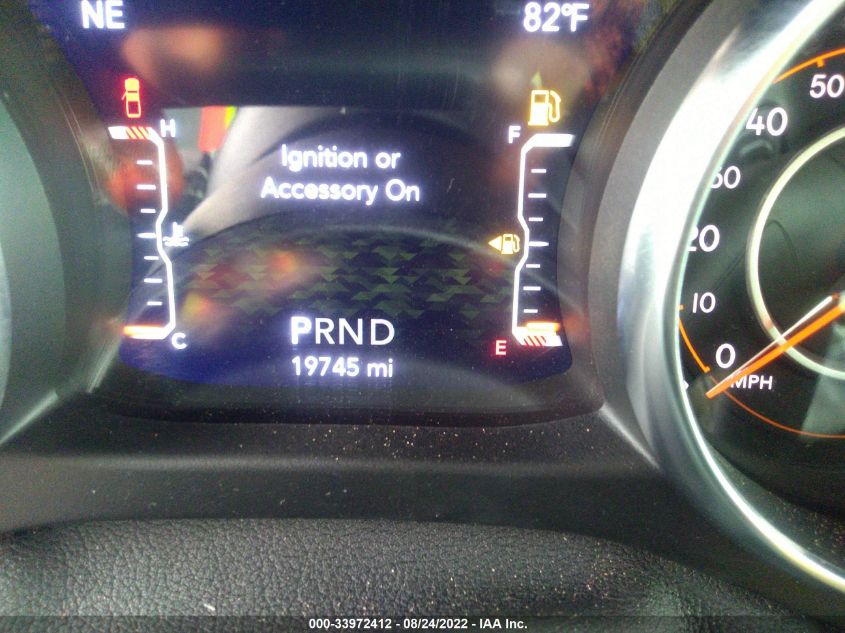 NE 82°F
H F
Ignition or
Accessory On
C E
PRND
19745 mi
50
40
20
10
0
MPH
000-33972412 - 08/24/2022 - IAA Inc.